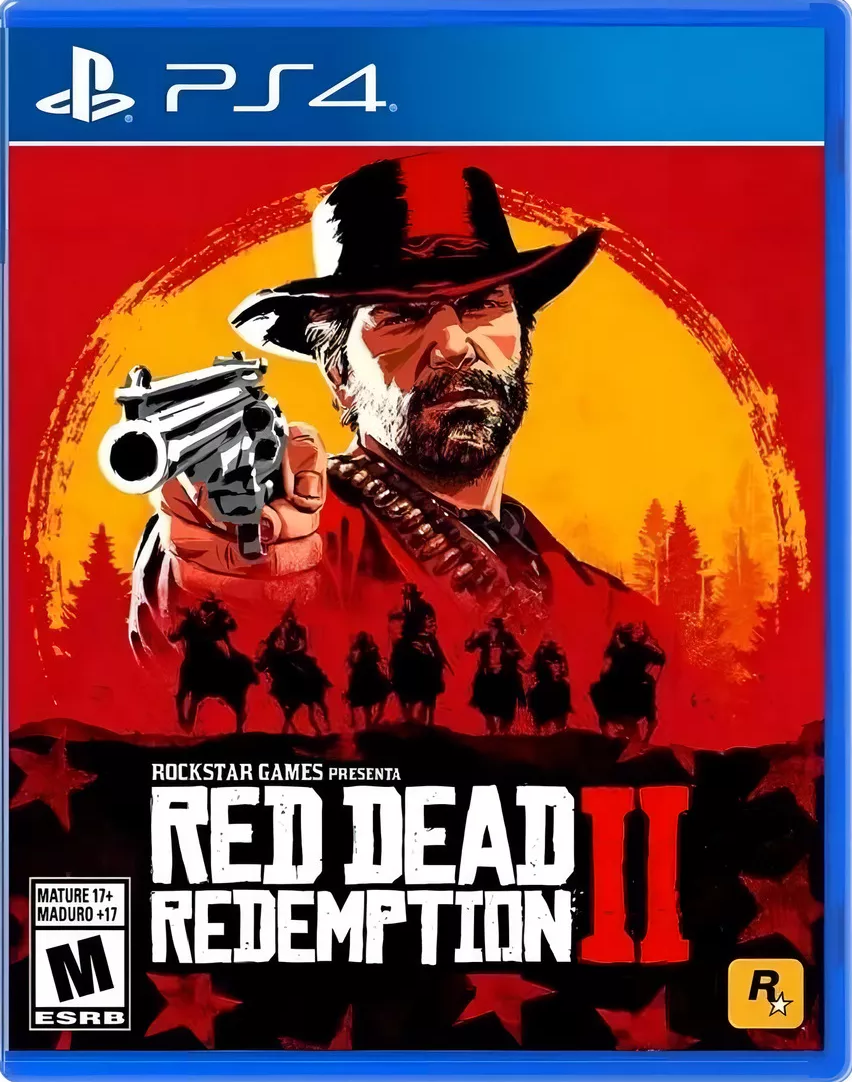 PS4
ROCKSTAR GAMES PRESENTA
RED DEAD
REDEMPTION II
MATURE 17+
MADURO +17
M
ESRB
R